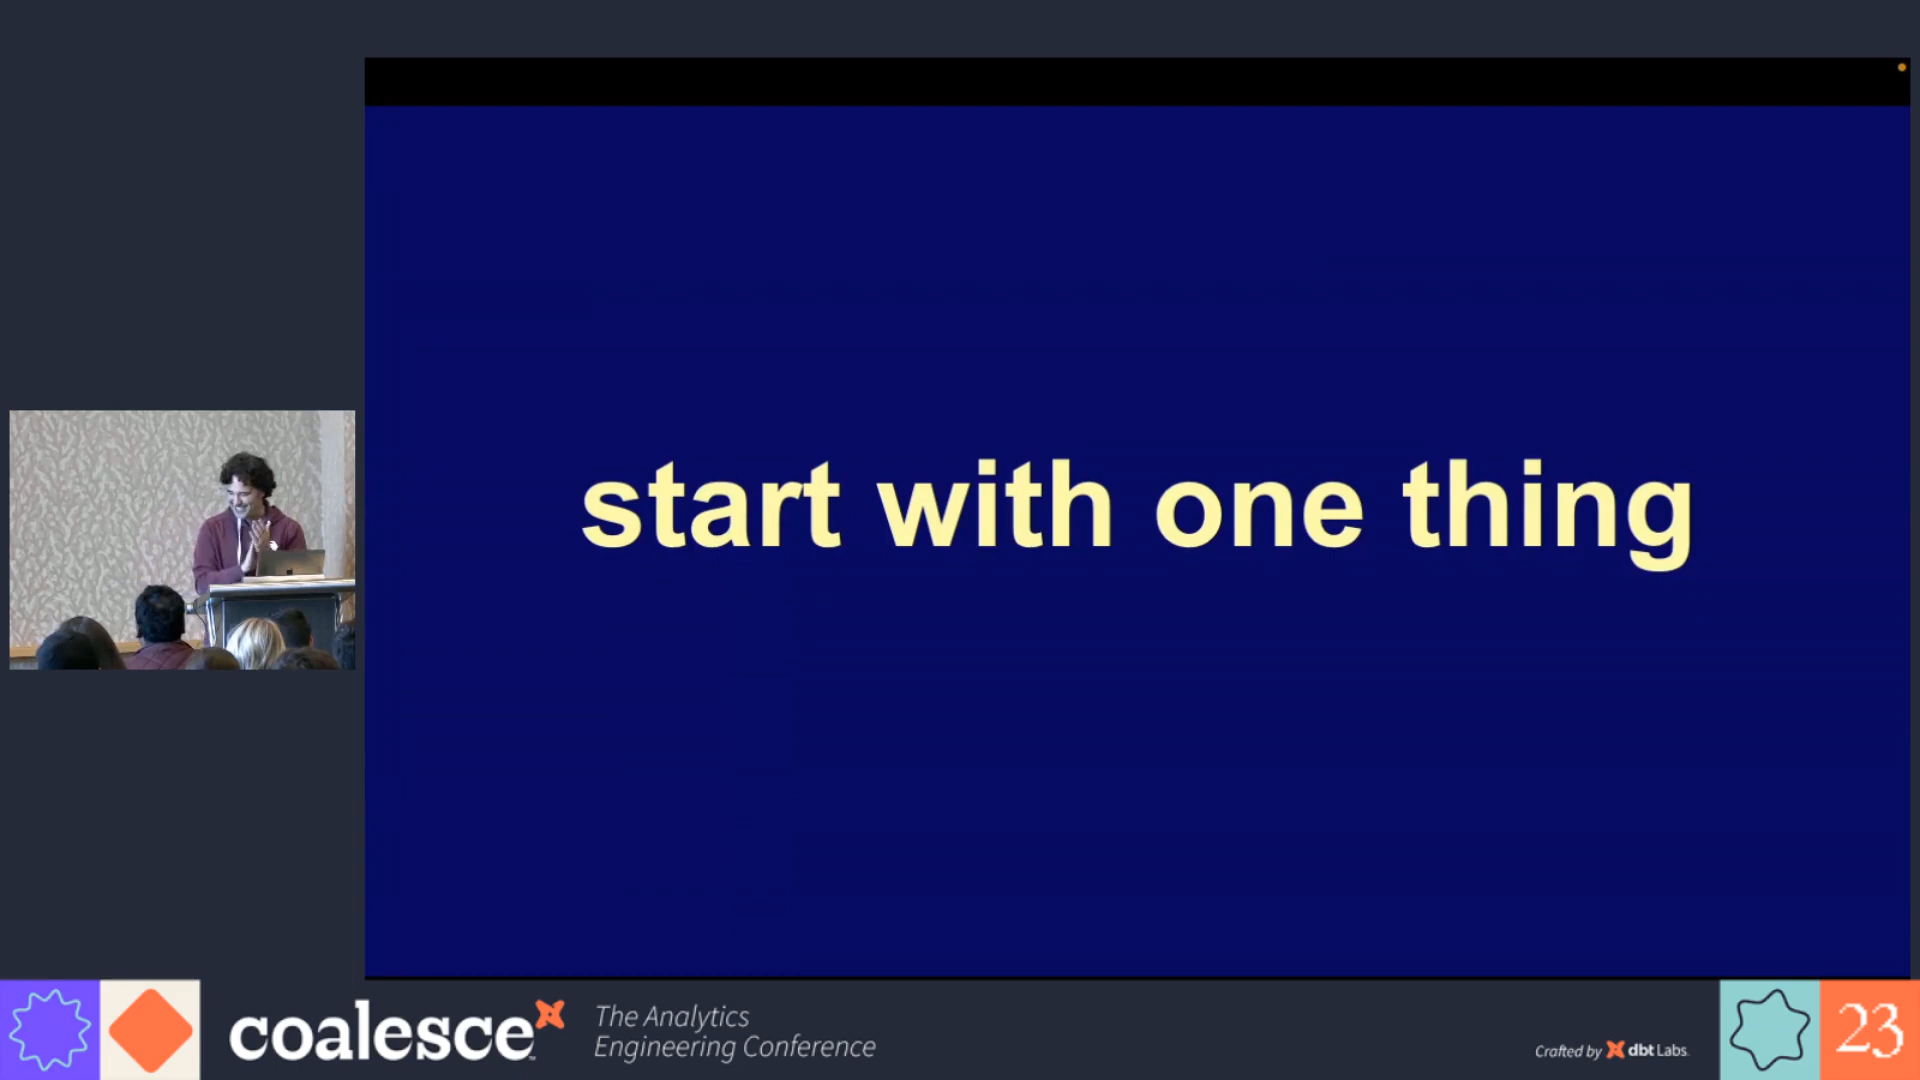 start with one thing
coalesce
The Analytics
Engineering Conference
Crafted by dbt Labs
23